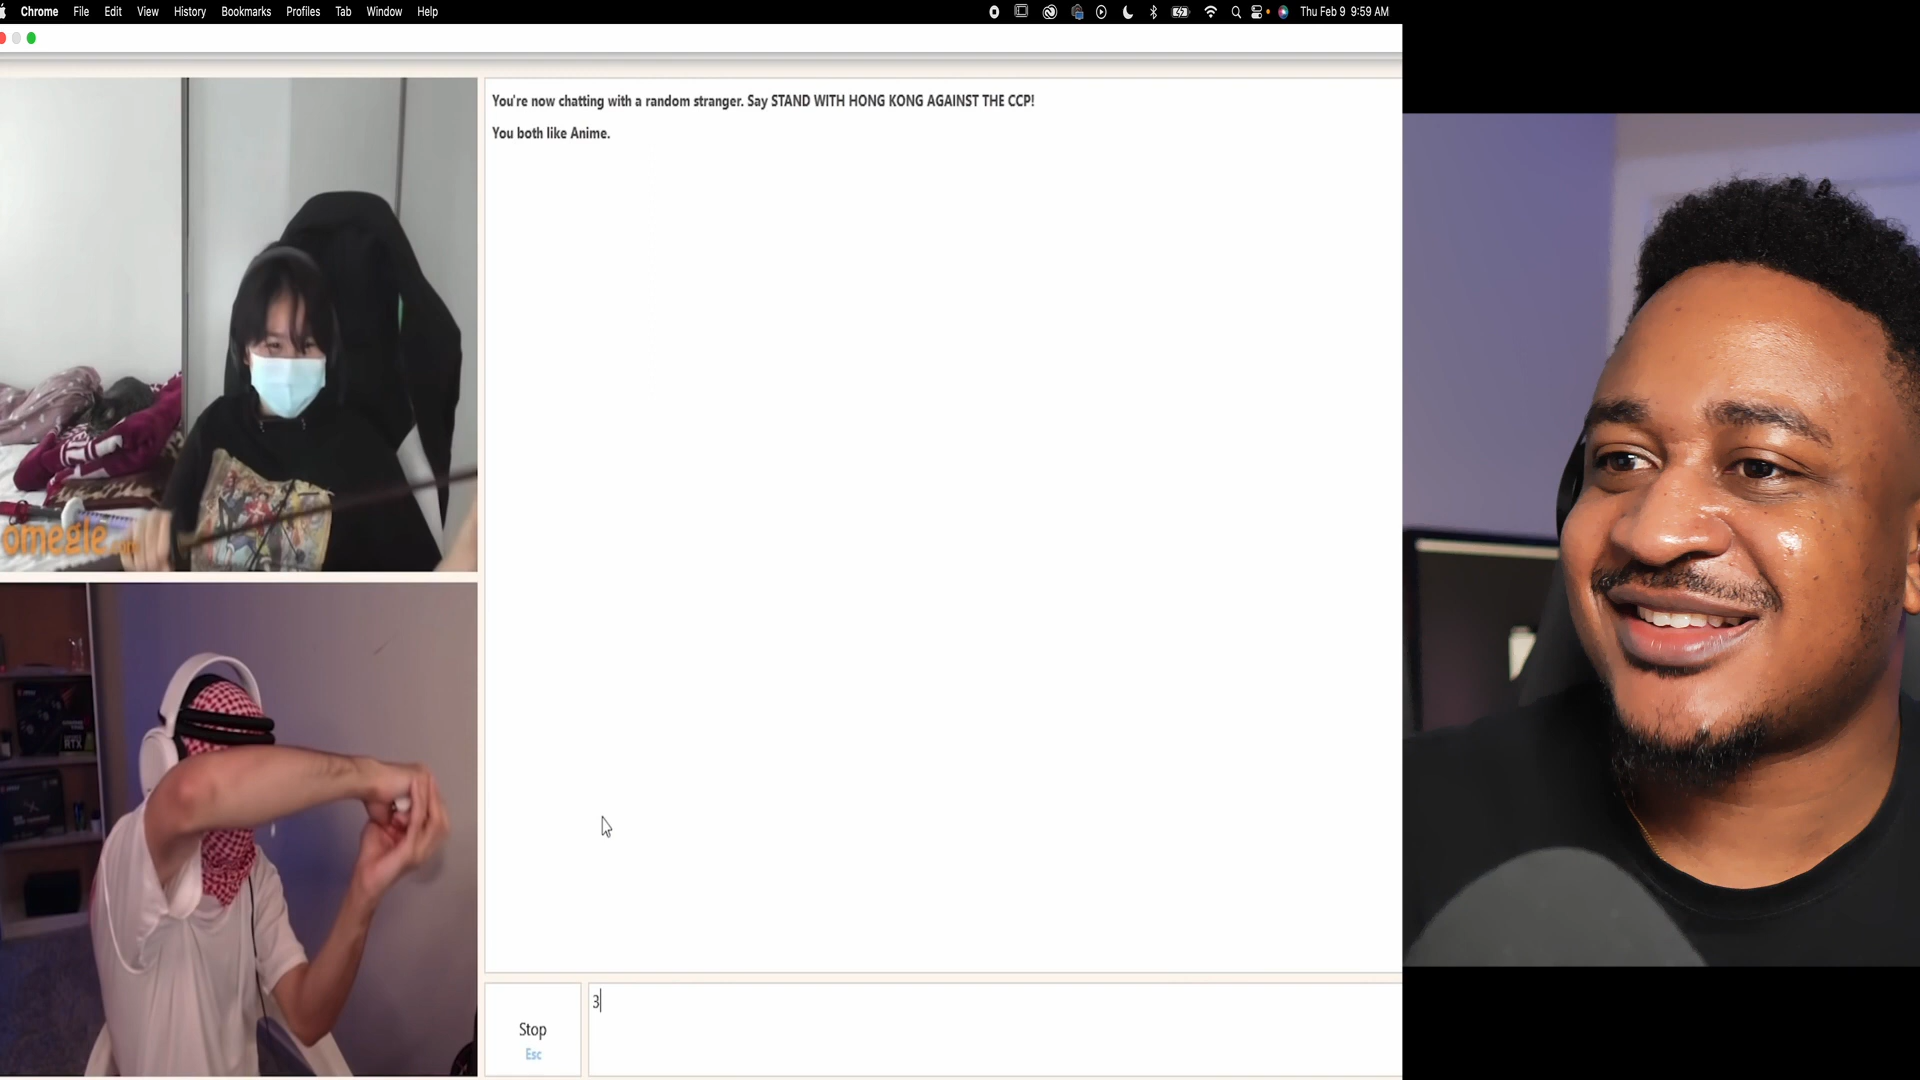 Chrome File Edit View History Bookmarks Profiles Tab Window Help Thu Feb 9 9:59 AM
You're now chatting with a random stranger. Say STAND WITH HONG KONG AGAINST THE CCP!
You both like Anime.
omegle.com
RTX
3
Stop
Esc